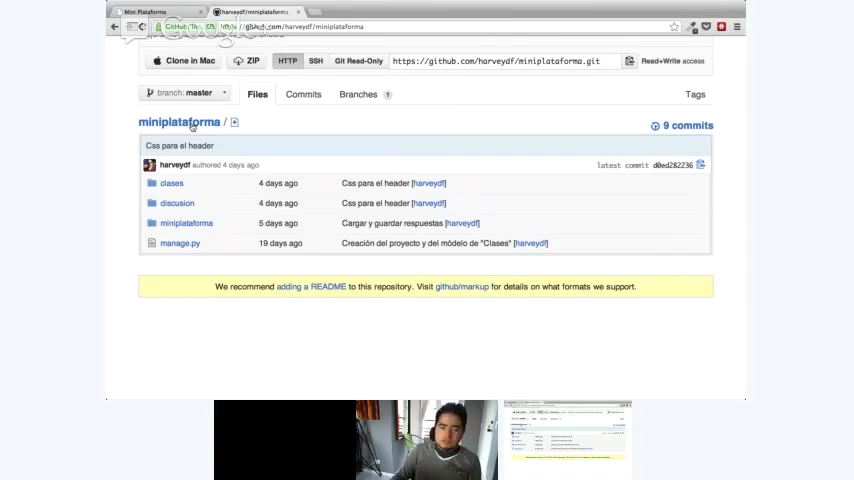 Mini Plataforma
harveydf/miniplataforma
https://github.com/harveydf/miniplataforma
Google
Clone in Mac
ZIP
HTTP
SSH
Git Read-Only
https://github.com/harveydf/miniplataforma.git
Read+Write access
branch: master
Files
Commits
Branches 1
Tags
miniplataforma /
9 commits
Css para el header
harveydf authored 4 days ago
latest commit d0ed282236
clases 4 days ago Css para el header [harveydf]
discusion 4 days ago Css para el header [harveydf]
miniplataforma 5 days ago Cargar y guardar respuestas [harveydf]
manage.py 19 days ago Creación del proyecto y del módelo de "Clases" [harveydf]
We recommend adding a README to this repository. Visit github/markup for details on what formats we support.